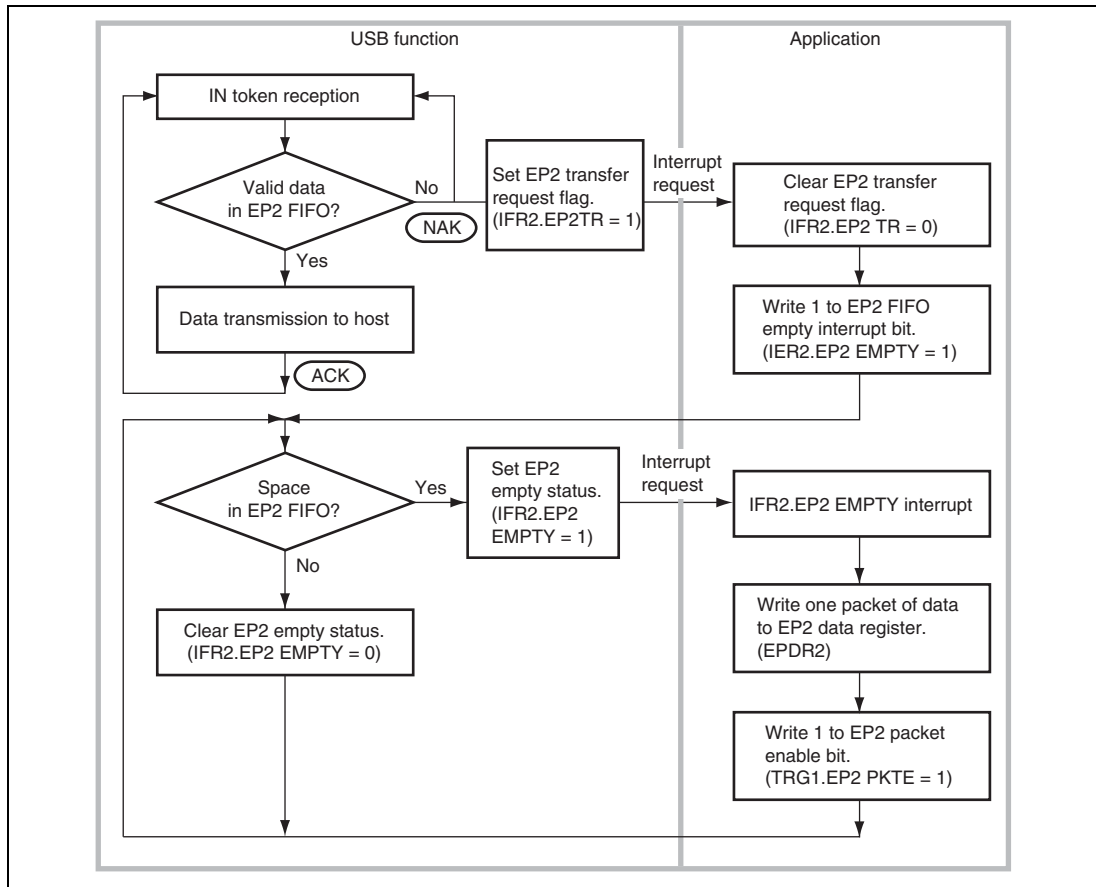 USB function
Application
IN token reception
Valid data
in EP2 FIFO?
No
NAK
Yes
Set EP2 transfer
request flag.
(IFR2.EP2TR = 1)
Interrupt
request
Clear EP2 transfer
request flag.
(IFR2.EP2 TR = 0)
Data transmission to host
ACK
Write 1 to EP2 FIFO
empty interrupt bit.
(IER2.EP2 EMPTY = 1)
Space
in EP2 FIFO?
Yes
No
Set EP2
empty status.
(IFR2.EP2
EMPTY = 1)
Interrupt
request
IFR2.EP2 EMPTY interrupt
Clear EP2 empty status.
(IFR2.EP2 EMPTY = 0)
Write one packet of data
to EP2 data register.
(EPDR2)
Write 1 to EP2 packet
enable bit.
(TRG1.EP2 PKTE = 1)